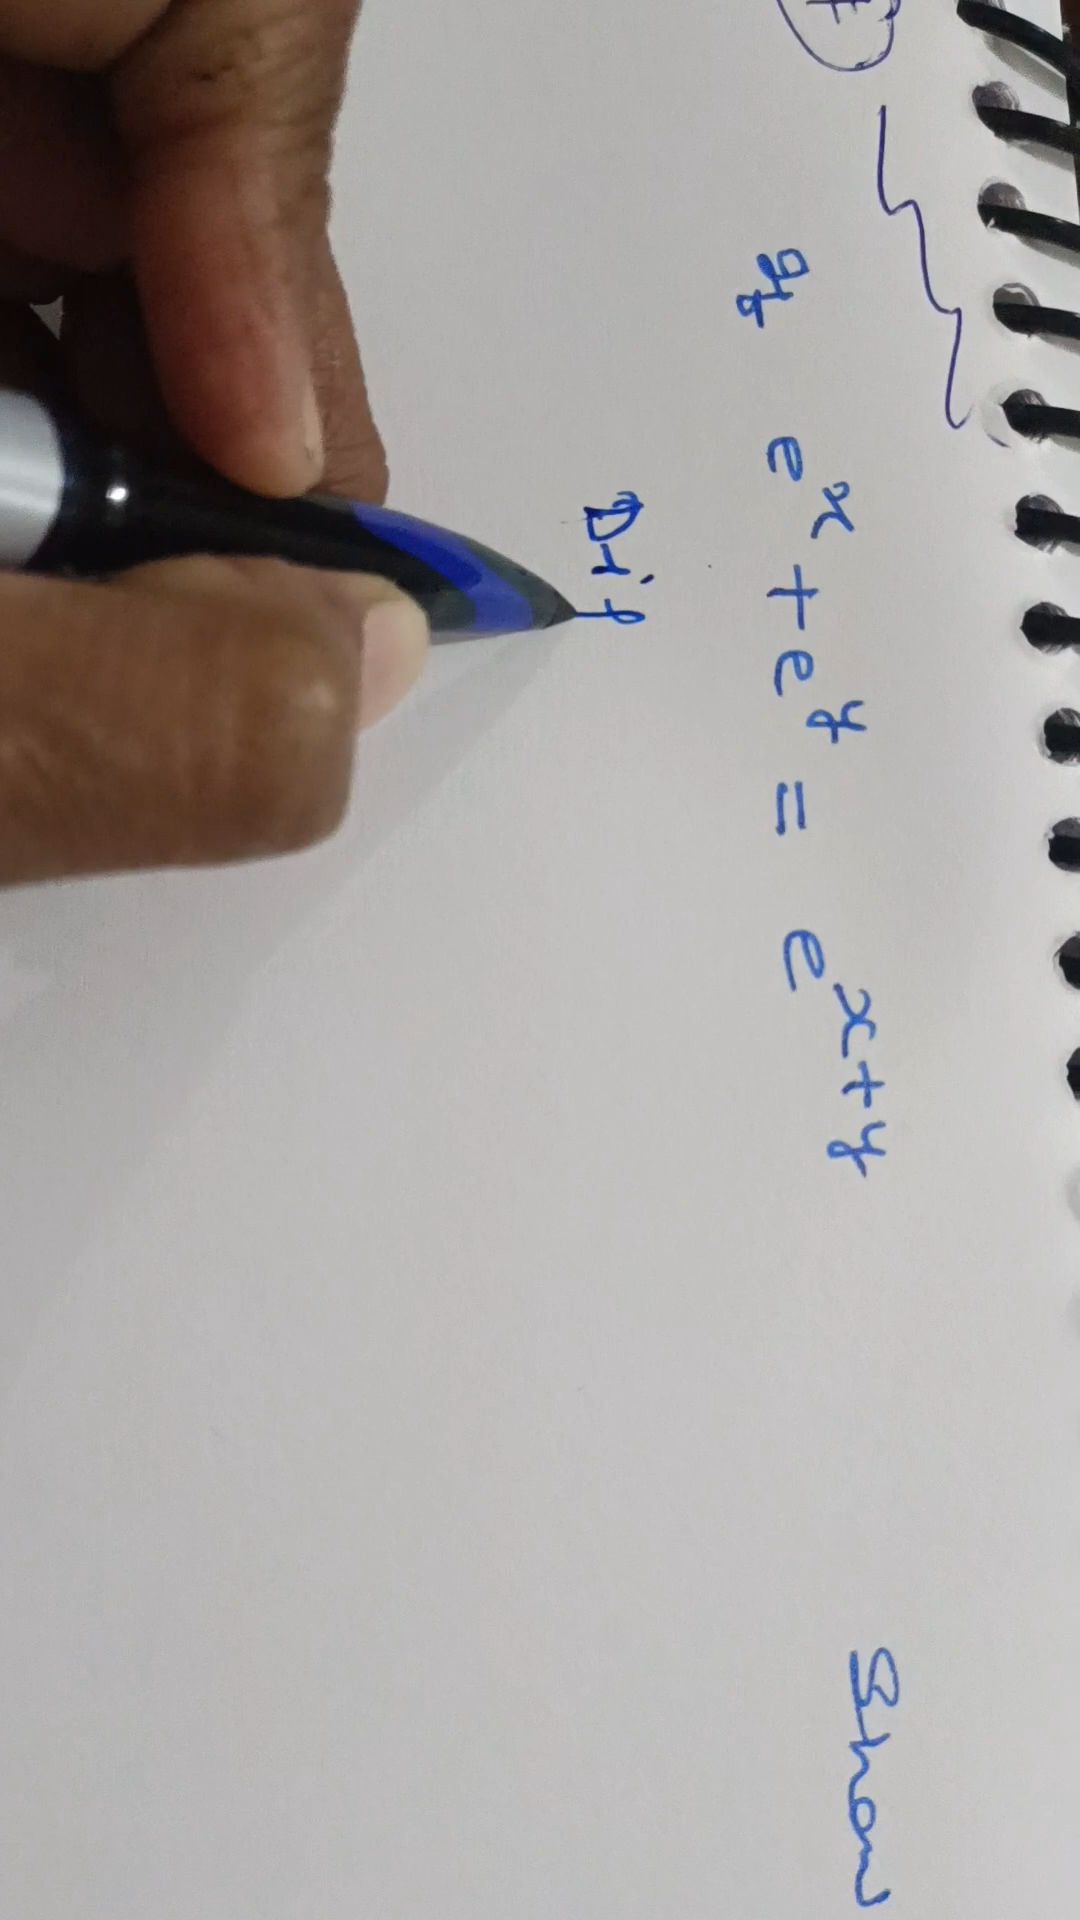 If e^x + e^y = e^{x+y} Show
Dif